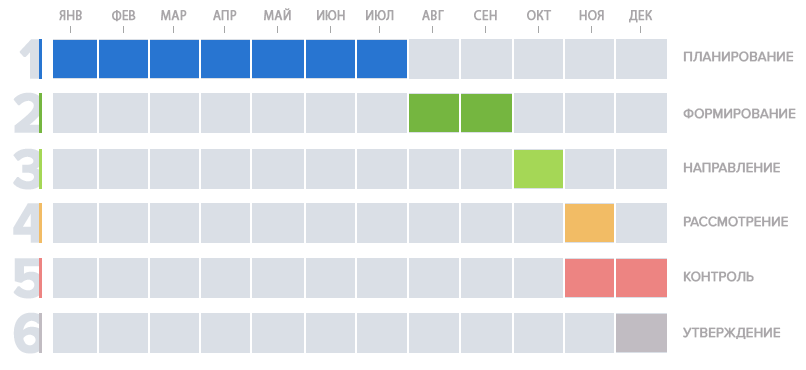 ЯНВ ФЕВ МАР АПР МАЙ ИЮН ИЮЛ АВГ СЕН ОКТ НОЯ ДЕК
1 ПЛАНИРОВАНИЕ
2 ФОРМИРОВАНИЕ
3 НАПРАВЛЕНИЕ
4 РАССМОТРЕНИЕ
5 КОНТРОЛЬ
6 УТВЕРЖДЕНИЕ